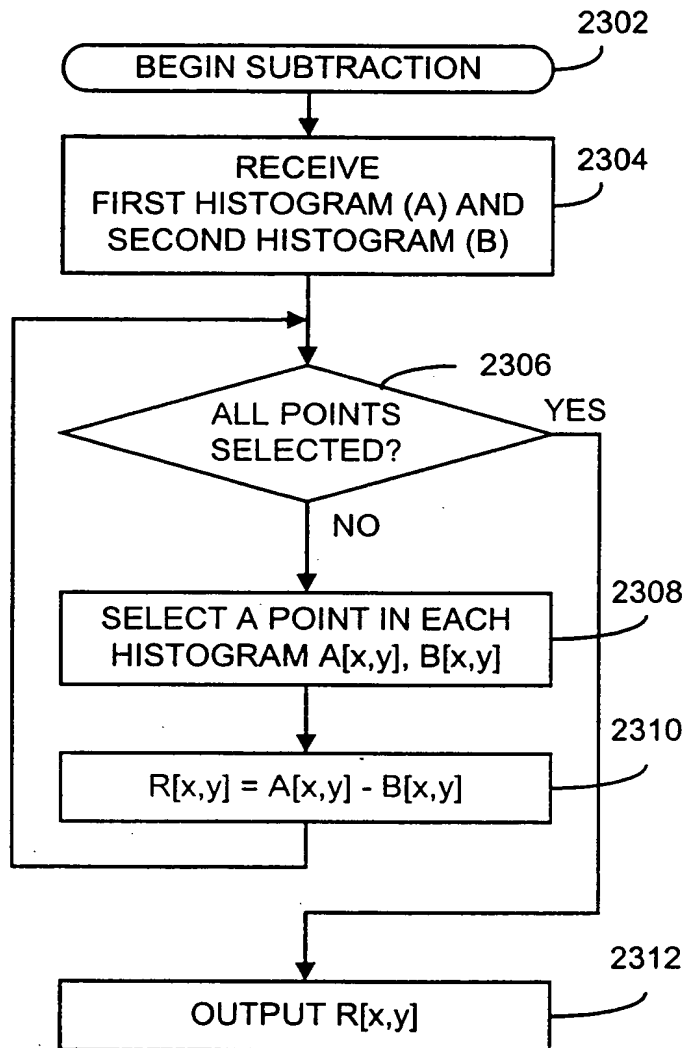 2302
BEGIN SUBTRACTION
2304
RECEIVE
FIRST HISTOGRAM (A) AND
SECOND HISTOGRAM (B)
2306
ALL POINTS
SELECTED?
YES
NO
2308
SELECT A POINT IN EACH
HISTOGRAM A[x,y], B[x,y]
2310
R[x,y] = A[x,y] - B[x,y]
2312
OUTPUT R[x,y]